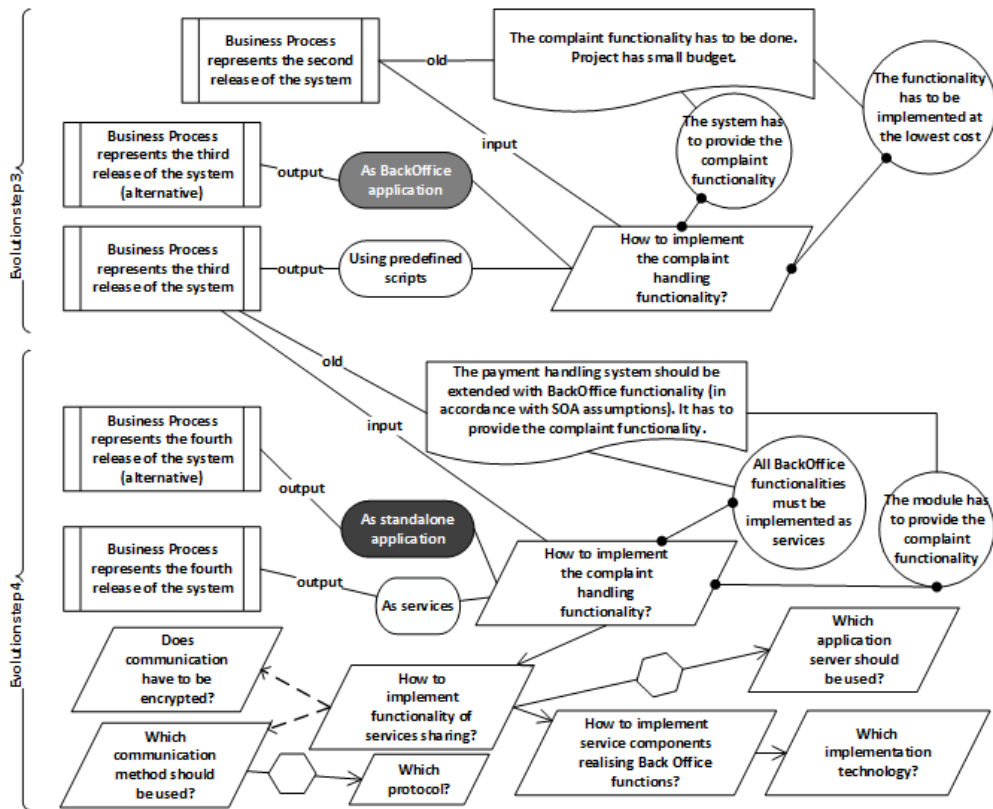 Evolutionstep3
Business Process
represents the second
release of the system
old
The complaint functionality has to be done.
Project has small budget.
The functionality
has to be
implemented at
the lowest cost
The system has
to provide the
complaint
functionality
input
Business Process
represents the third
release of the system
(alternative)
output
As BackOffice
application
Business Process
represents the third
release of the system
output
Using predefined
scripts
How to implement
the complaint
handling
functionality?
Evolutionstep4
old
input
The payment handling system should be
extended with BackOffice functionality (in
accordance with SOA assumptions). It has to
provide the complaint functionality.
Business Process
represents the fourth
release of the system
(alternative)
output
As standalone
application
All BackOffice
functionalities
must be
implemented as
services
The module has
to provide the
complaint
functionality
Business Process
represents the fourth
release of the system
output
As services
How to implement
the complaint
handling
functionality?
Does
communication
have to be
encrypted?
How to
implement
functionality of
services sharing?
Which
application
server should
be used?
Which
communication
method should
be used?
Which
protocol?
How to implement
service components
realising Back Office
functions?
Which
implementation
technology?